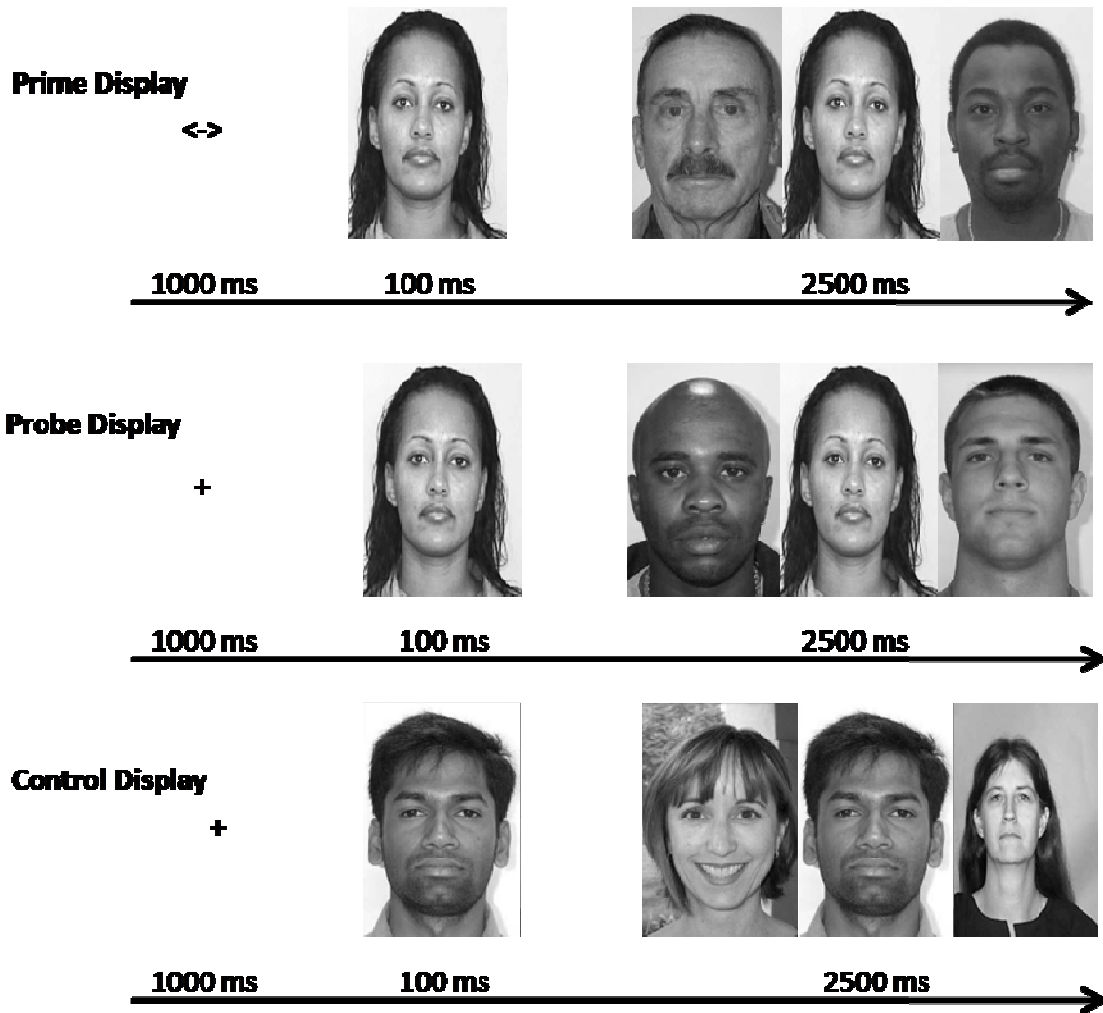 Prime Display
<->
1000 ms 100 ms 2500 ms
Probe Display
+
1000 ms 100 ms 2500 ms
Control Display
+
1000 ms 100 ms 2500 ms